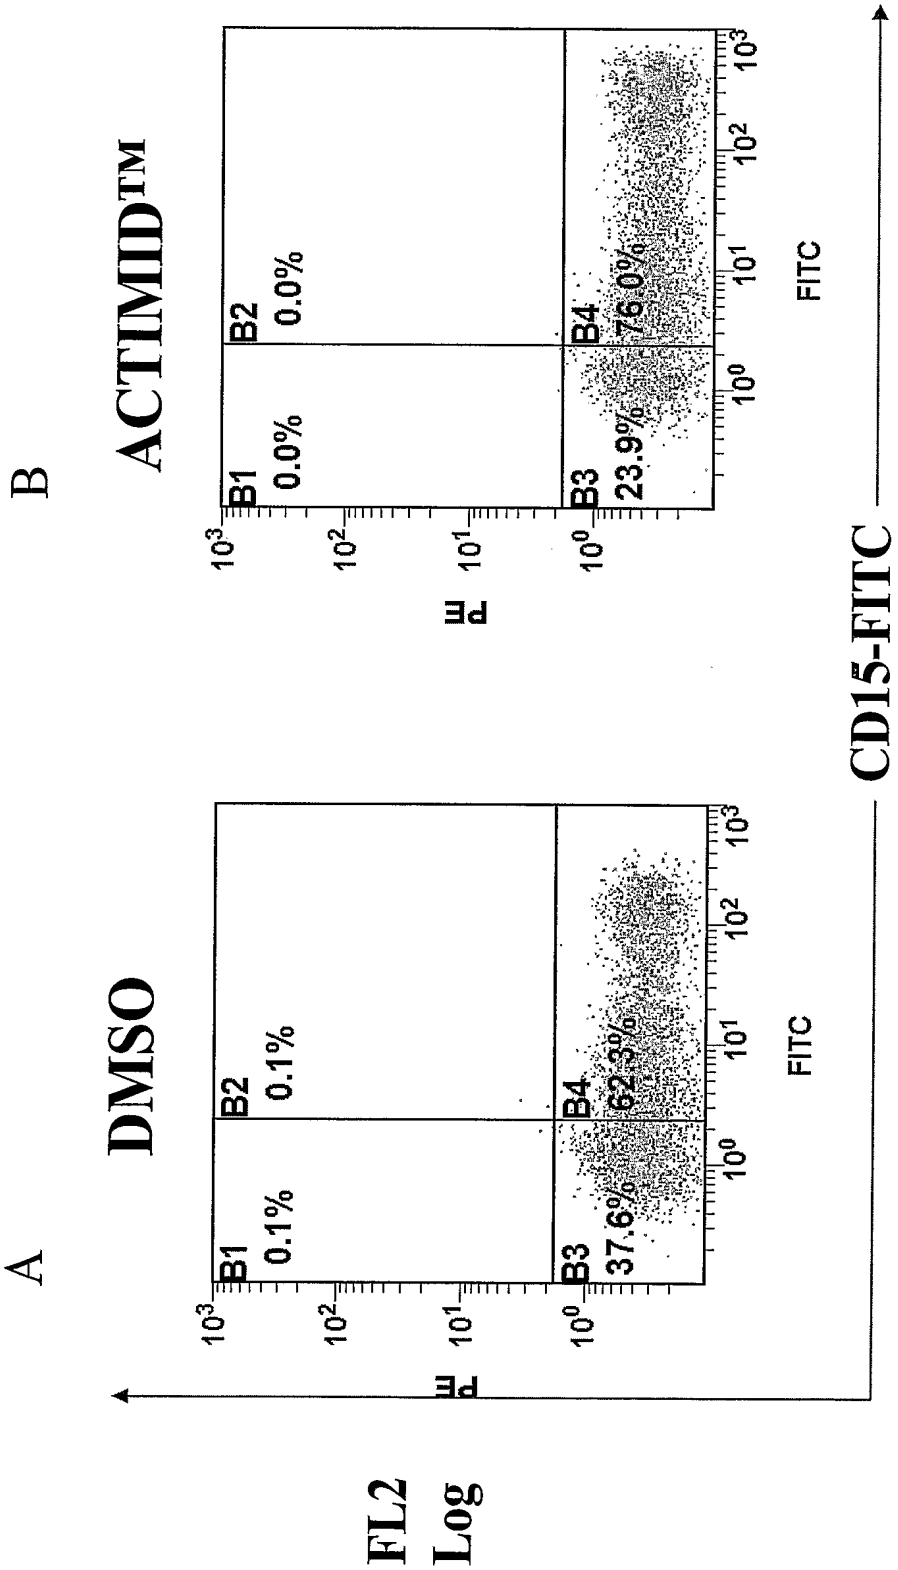 A
DMSO
10³
10²
10¹
10⁰
PE
B1
0.1%
B2
0.1%
B3
37.6%
B4
62.3%
10⁰
10¹
10²
10³
FITC
B
ACTIMID™
10³
10²
10¹
10⁰
PE
B1
0.0%
B2
0.0%
B3
23.9%
B4
76.0%
10⁰
10¹
10²
10³
FITC
FL2
Log
CD15-FITC